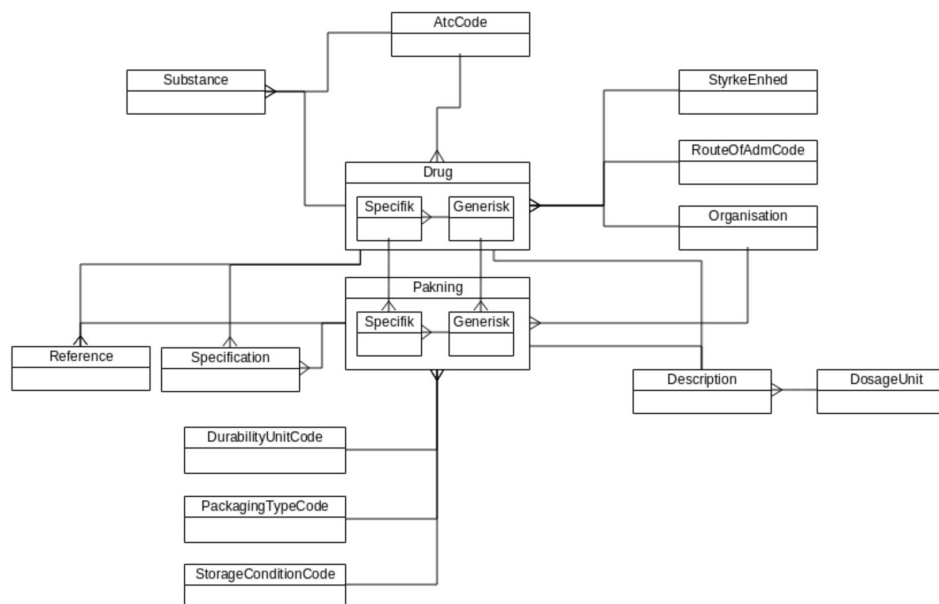 AtcCode
Substance
StyrkeEnhed
RouteOfAdmCode
Drug
Specifik
Generisk
Organisation
Pakning
Specifik
Generisk
Reference
Specification
Description
DosageUnit
DurabilityUnitCode
PackagingTypeCode
StorageConditionCode